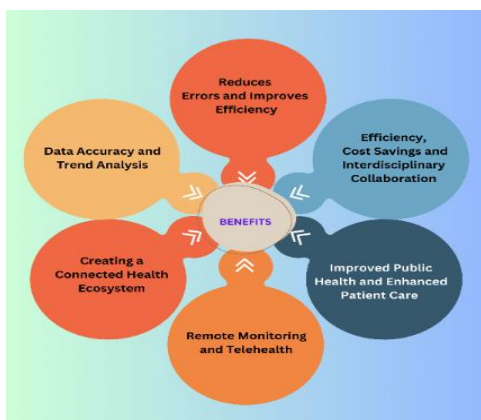 Reduces
Errors and Improves
Efficiency
Data Accuracy and
Trend Analysis
Efficiency,
Cost Savings and
Interdisciplinary
Collaboration
BENEFITS
Creating a
Connected Health
Ecosystem
Improved Public
Health and Enhanced
Patient Care
Remote Monitoring
and Telehealth